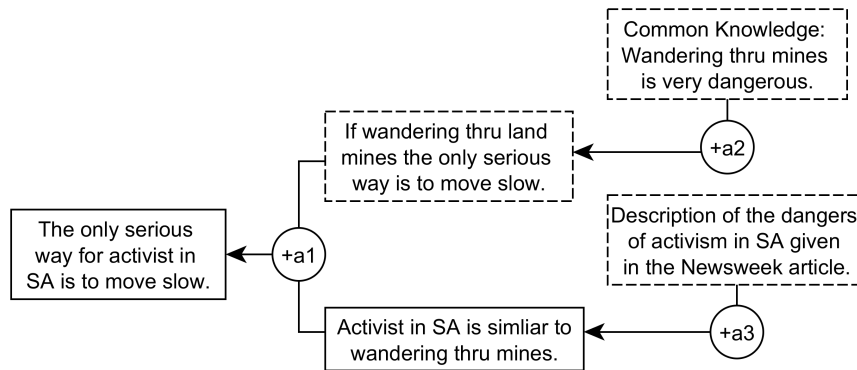 Common Knowledge:
Wandering thru mines
is very dangerous.
If wandering thru land
mines the only serious
way is to move slow.
+a2
The only serious
way for activist in
SA is to move slow.
+a1
Description of the dangers
of activism in SA given
in the Newsweek article.
Activist in SA is simliar to
wandering thru mines.
+a3